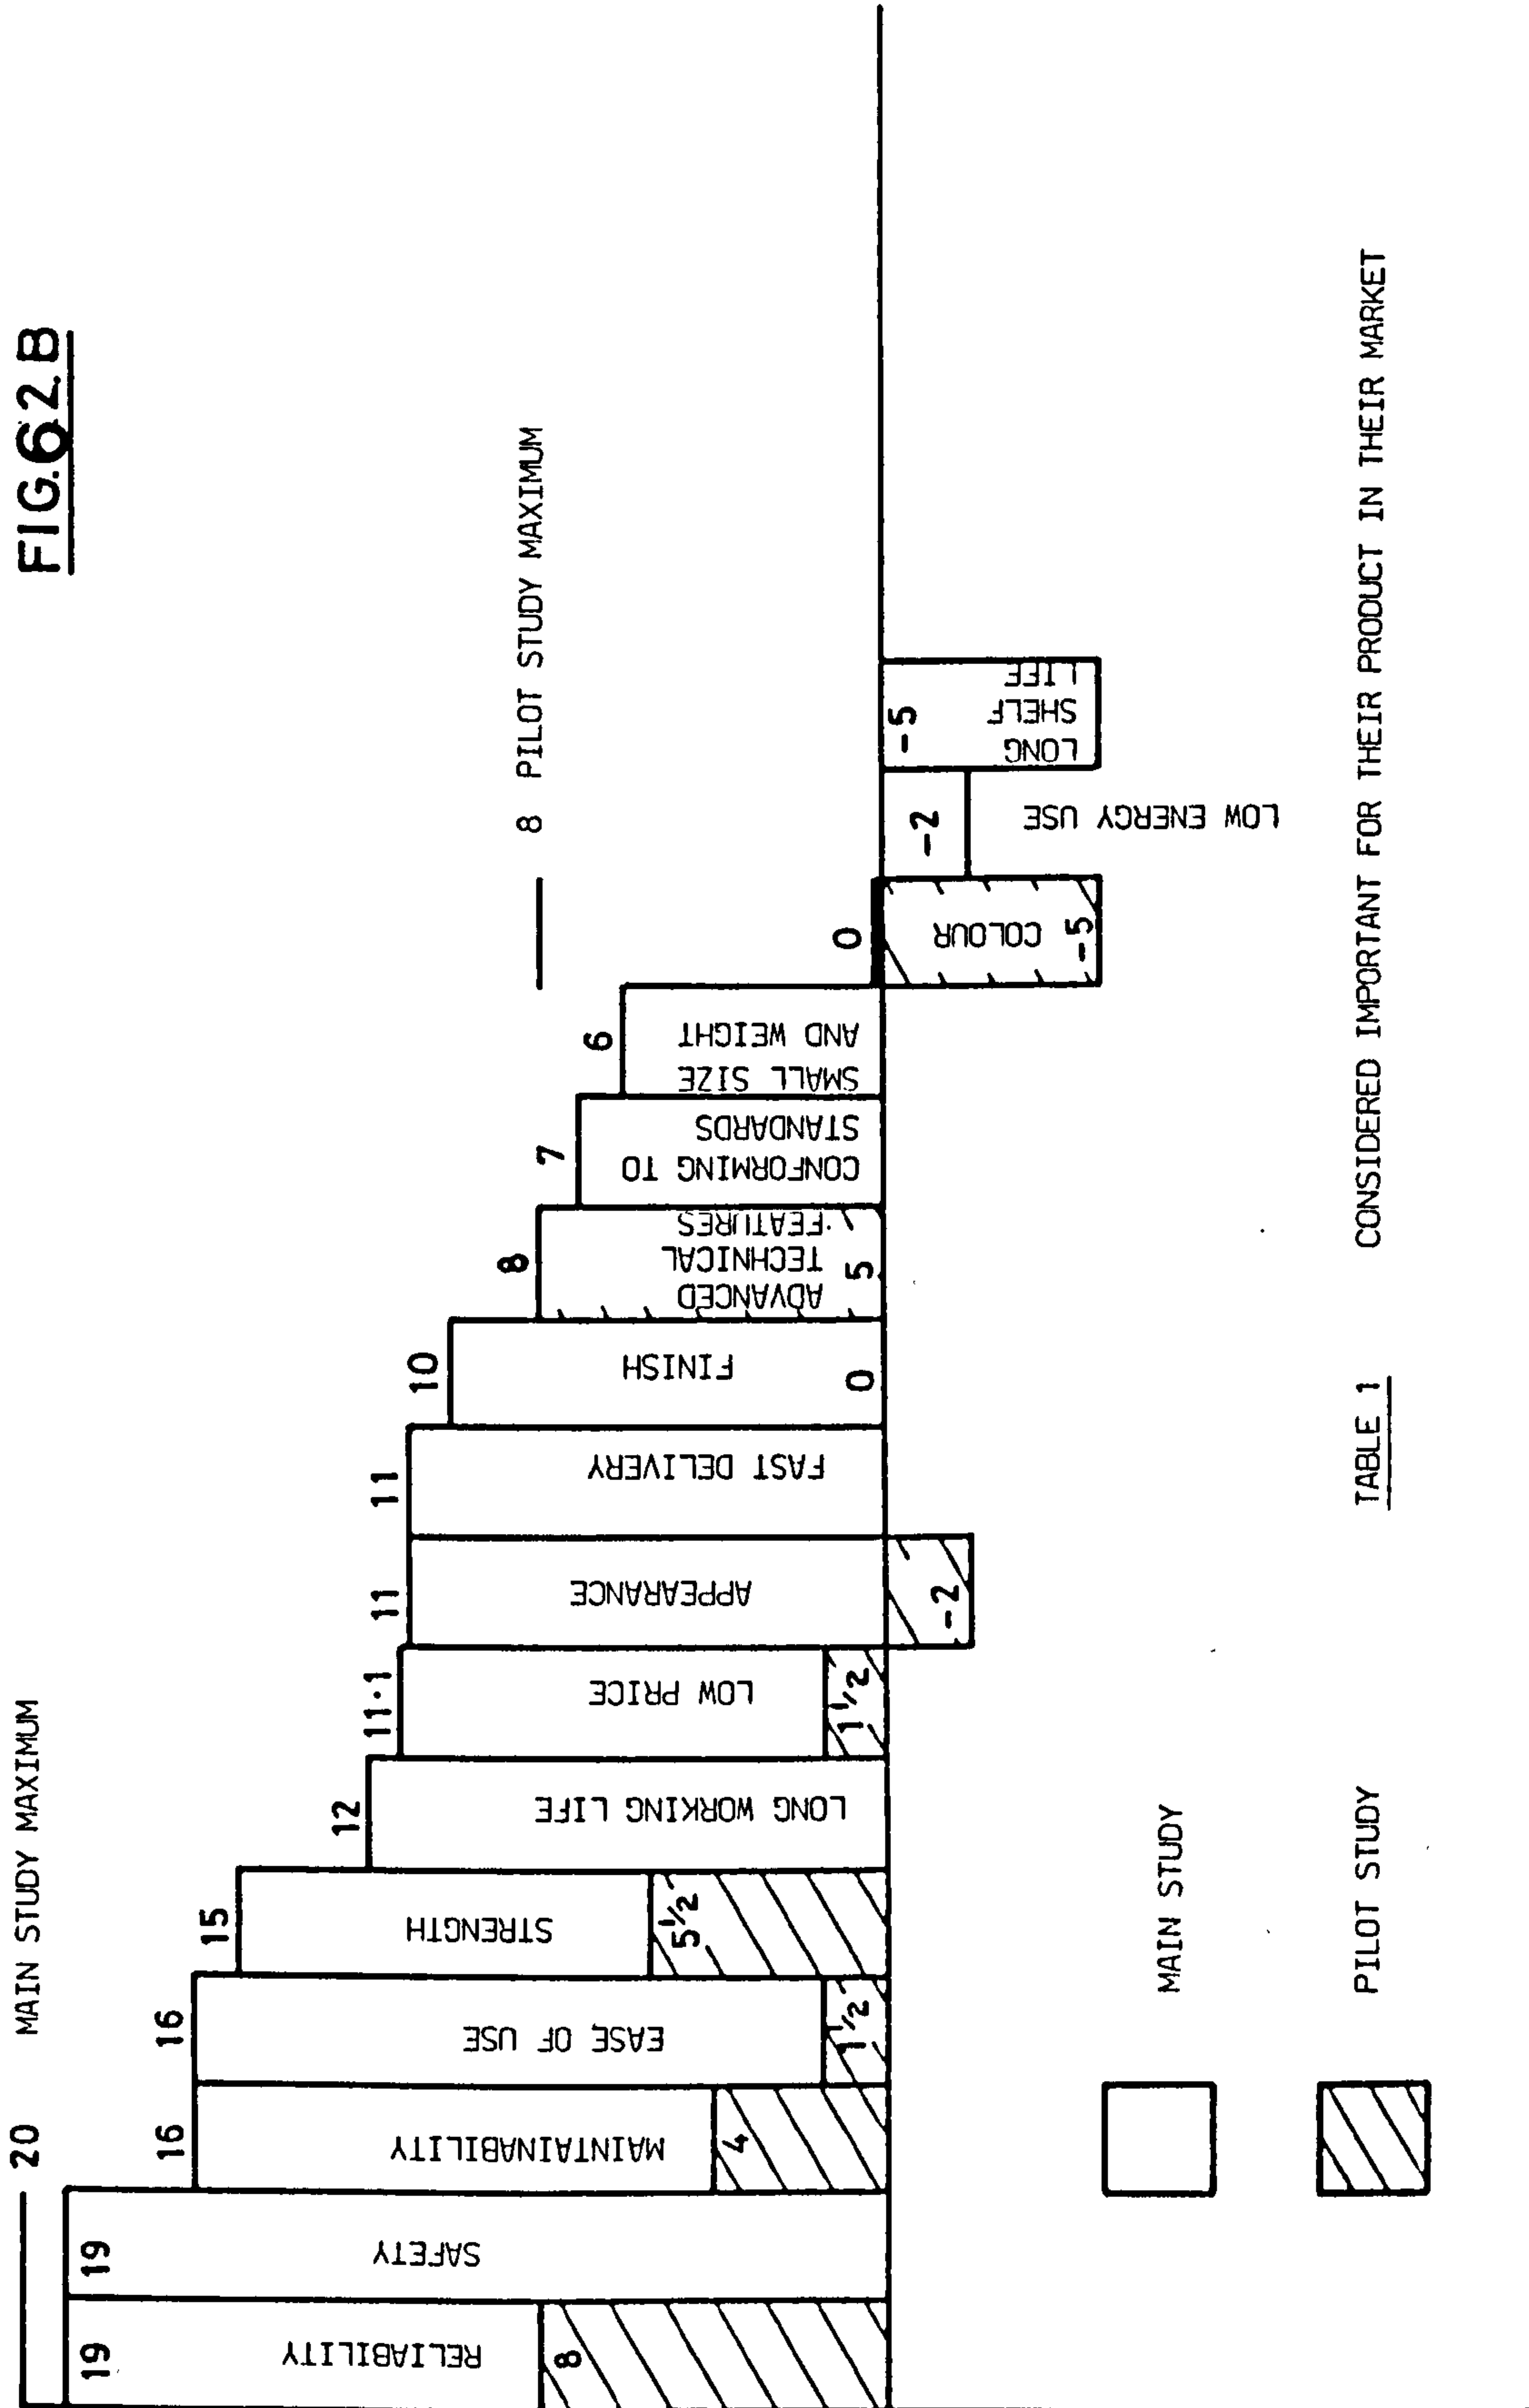 FIG.62.B
20 MAIN STUDY MAXIMUM
8 PILOT STUDY MAXIMUM
19
RELIABILITY
8
19
SAFETY
16
MAINTAINABILITY
4
16
EASE OF USE
1½
15
STRENGTH
5½
12
LONG WORKING LIFE
11·1
LOW PRICE
1½
11
APPEARANCE
-2
11
FAST DELIVERY
10
FINISH
0
8
ADVANCED
TECHNICAL
FEATURES
5
7
CONFORMING TO
STANDARDS
6
SMALL SIZE
AND WEIGHT
0
COLOUR
-5
-2
LOW ENERGY USE
-5
LONG
SHELF
LIFE
MAIN STUDY
PILOT STUDY
TABLE 1 CONSIDERED IMPORTANT FOR THEIR PRODUCT IN THEIR MARKET